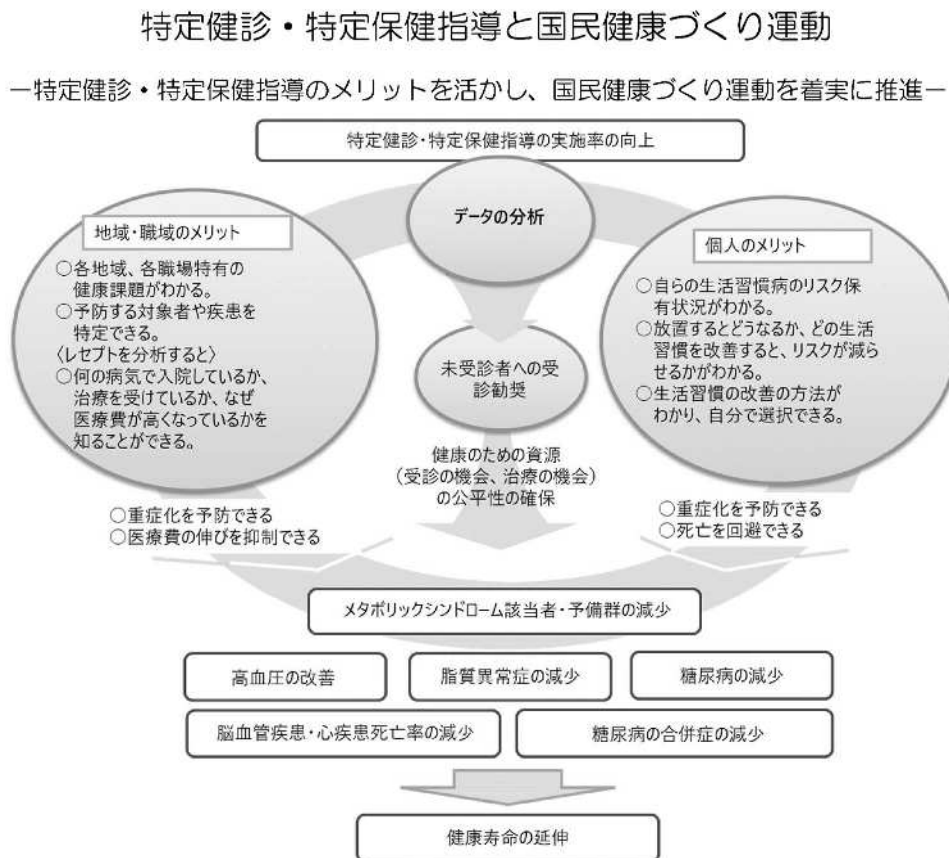 特定健診・特定保健指導と国民健康づくり運動
―特定健診・特定保健指導のメリットを活かし、国民健康づくり運動を着実に推進―
特定健診・特定保健指導の実施率の向上
データの分析
地域・職域のメリット
○各地域、各職場特有の
健康課題がわかる。
○予防する対象者や疾患を
特定できる。
〈レセプトを分析すると〉
○何の病気で入院しているか、
治療を受けているか、なぜ
医療費が高くなっているかを
知ることができる。
個人のメリット
○自らの生活習慣病のリスク保
有状況がわかる。
○放置するとどうなるか、どの生活
習慣を改善すると、リスクが減ら
せるかがわかる。
○生活習慣の改善の方法が
わかり、自分で選択できる。
未受診者への受
診勧奨
健康のための資源
(受診の機会、治療の機会)
の公平性の確保
○重症化を予防できる
○医療費の伸びを抑制できる
○重症化を予防できる
○死亡を回避できる
メタボリックシンドローム該当者・予備群の減少
高血圧の改善
脂質異常症の減少
糖尿病の減少
脳血管疾患・心疾患死亡率の減少
糖尿病の合併症の減少
健康寿命の延伸